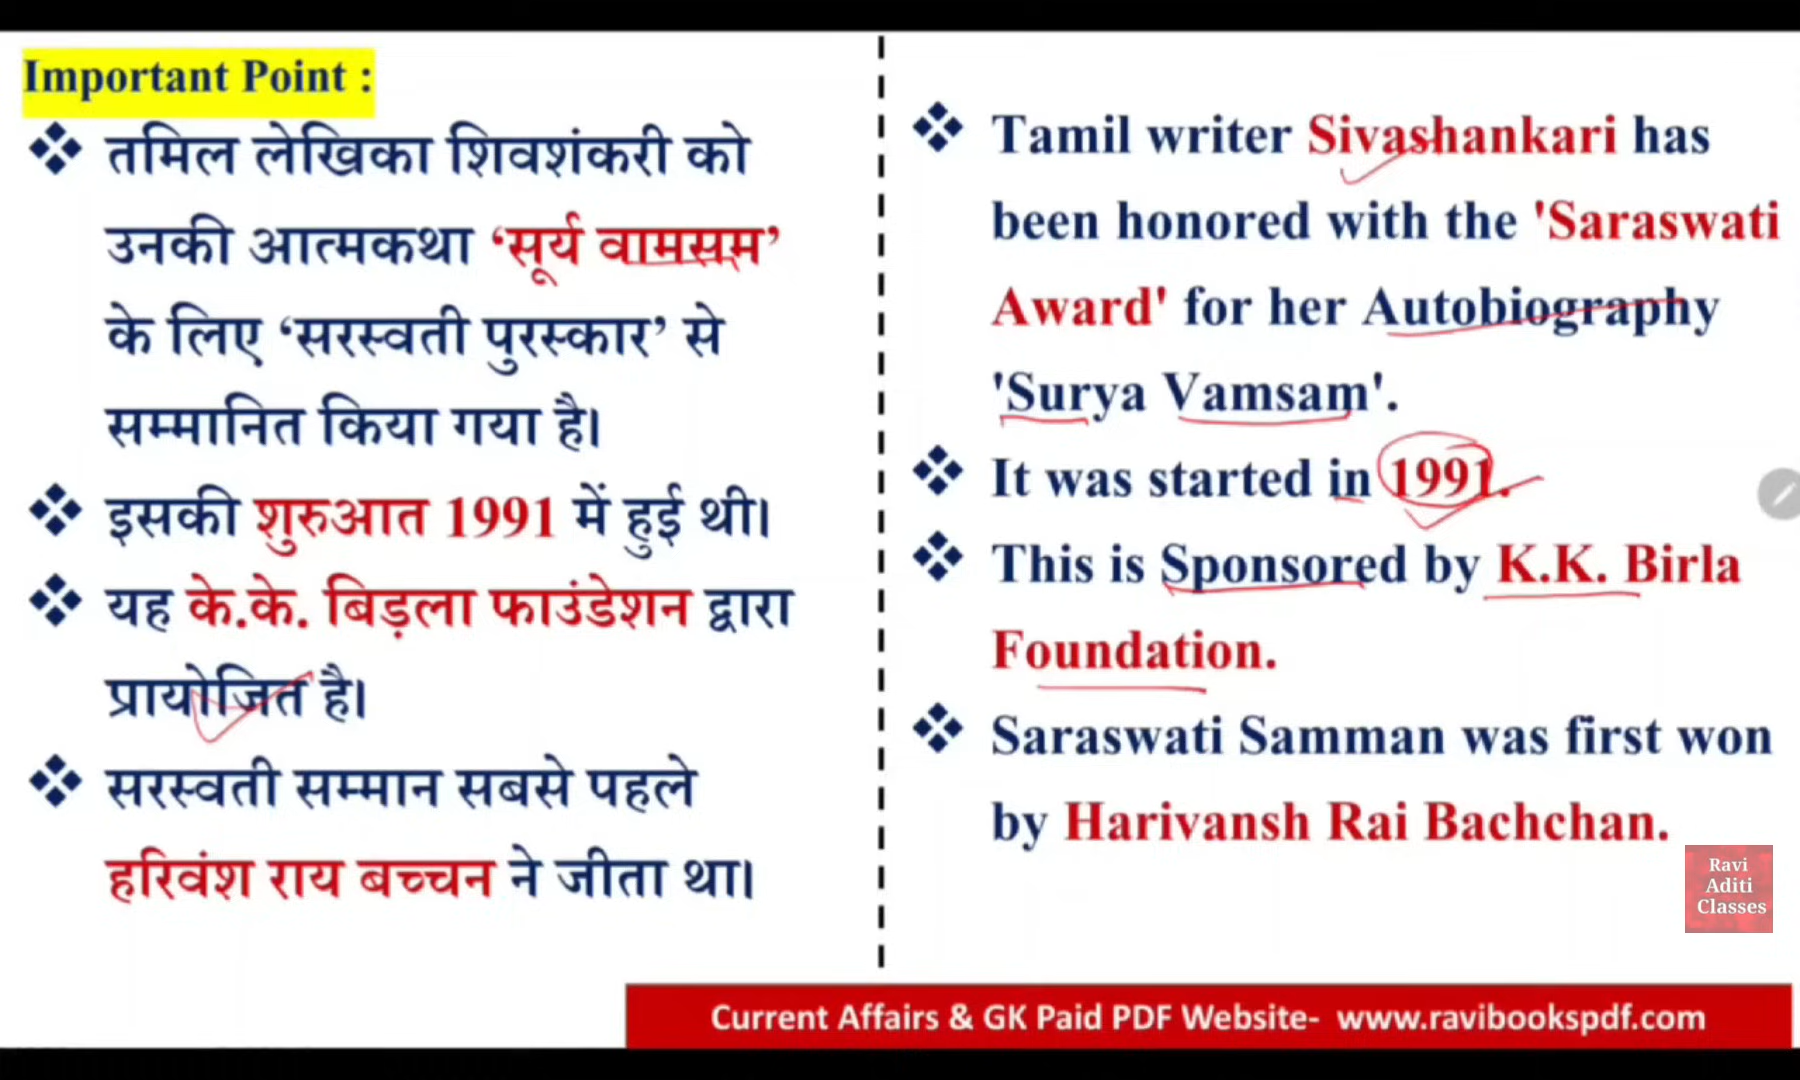 Important Point :
❖ तमिल लेखिका शिवशंकरी को
उनकी आत्मकथा ‘सूर्य वामसम’
के लिए ‘सरस्वती पुरस्कार’ से
सम्मानित किया गया है।
❖ इसकी शुरुआत 1991 में हुई थी।
❖ यह के.के. बिड़ला फाउंडेशन द्वारा
प्रायोजित है।
❖ सरस्वती सम्मान सबसे पहले
हरिवंश राय बच्चन ने जीता था।
❖ Tamil writer Sivashankari has
been honored with the 'Saraswati
Award' for her Autobiography
'Surya Vamsam'.
❖ It was started in 1991.
❖ This is Sponsored by K.K. Birla
Foundation.
❖ Saraswati Samman was first won
by Harivansh Rai Bachchan.
Ravi
Aditi
Classes
Current Affairs & GK Paid PDF Website- www.ravibookspdf.com